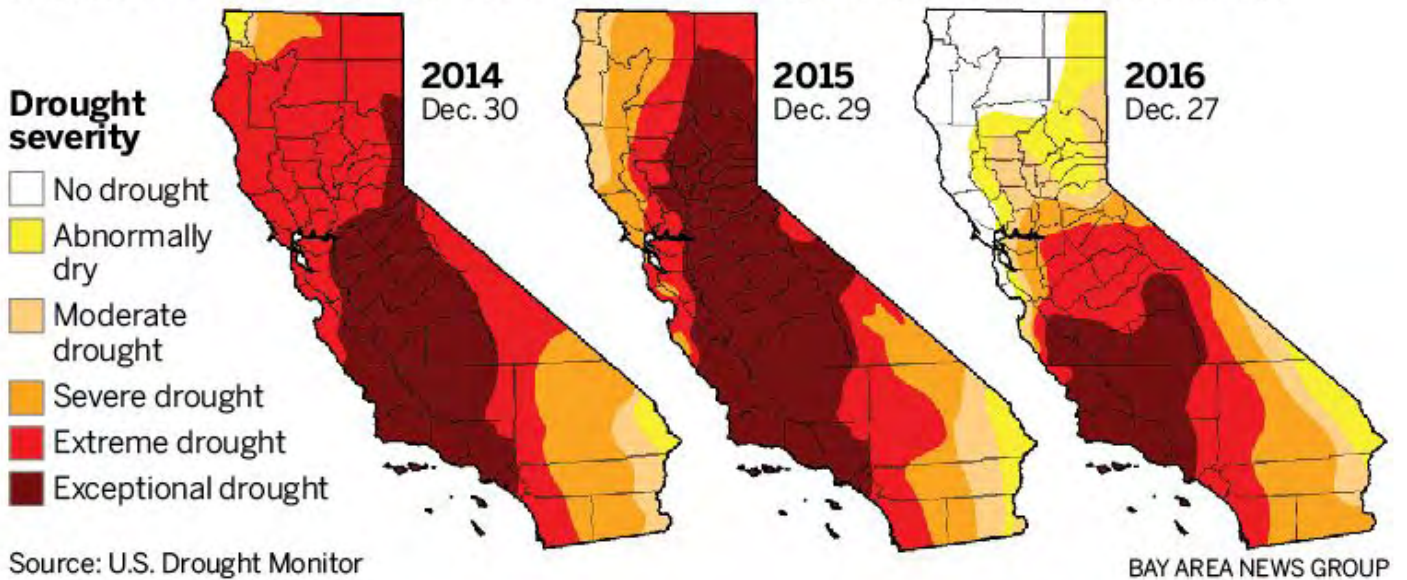 Drought
severity
No drought
Abnormally
dry
Moderate
drought
Severe drought
Extreme drought
Exceptional drought
2014
Dec. 30
2015
Dec. 29
2016
Dec. 27
Source: U.S. Drought Monitor
BAY AREA NEWS GROUP